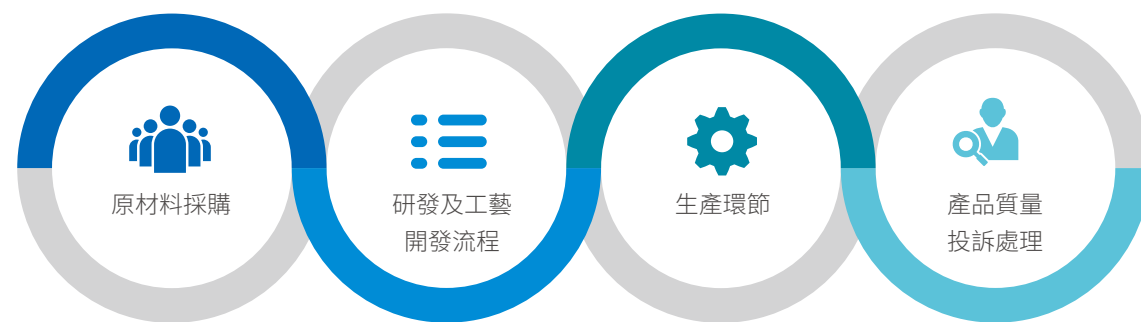 原材料採購
研發及工藝
開發流程
生產環節
產品質量
投訴處理